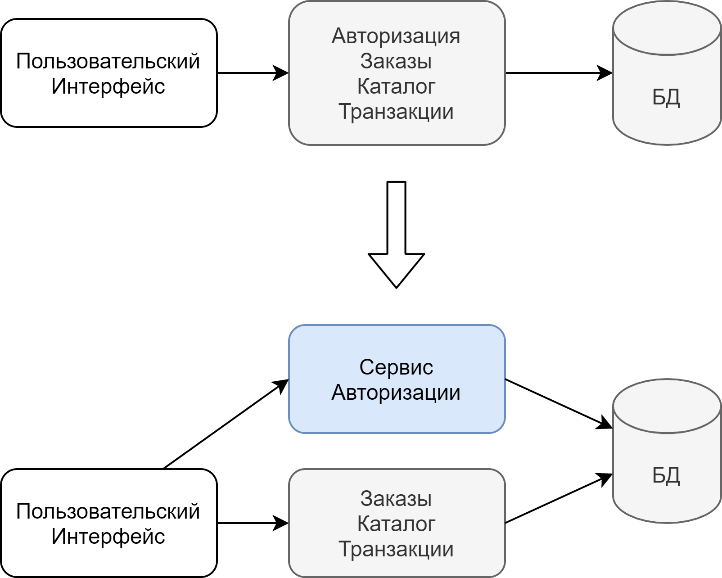 Пользовательский
Интерфейс
Авторизация
Заказы
Каталог
Транзакции
БД
Сервис
Авторизации
Пользовательский
Интерфейс
Заказы
Каталог
Транзакции
БД